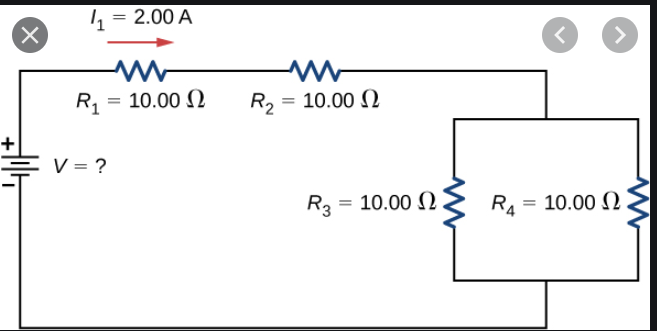 I₁ = 2.00 A
R₁ = 10.00 Ω
R₂ = 10.00 Ω
+
V = ?
−
R₃ = 10.00 Ω
R₄ = 10.00 Ω